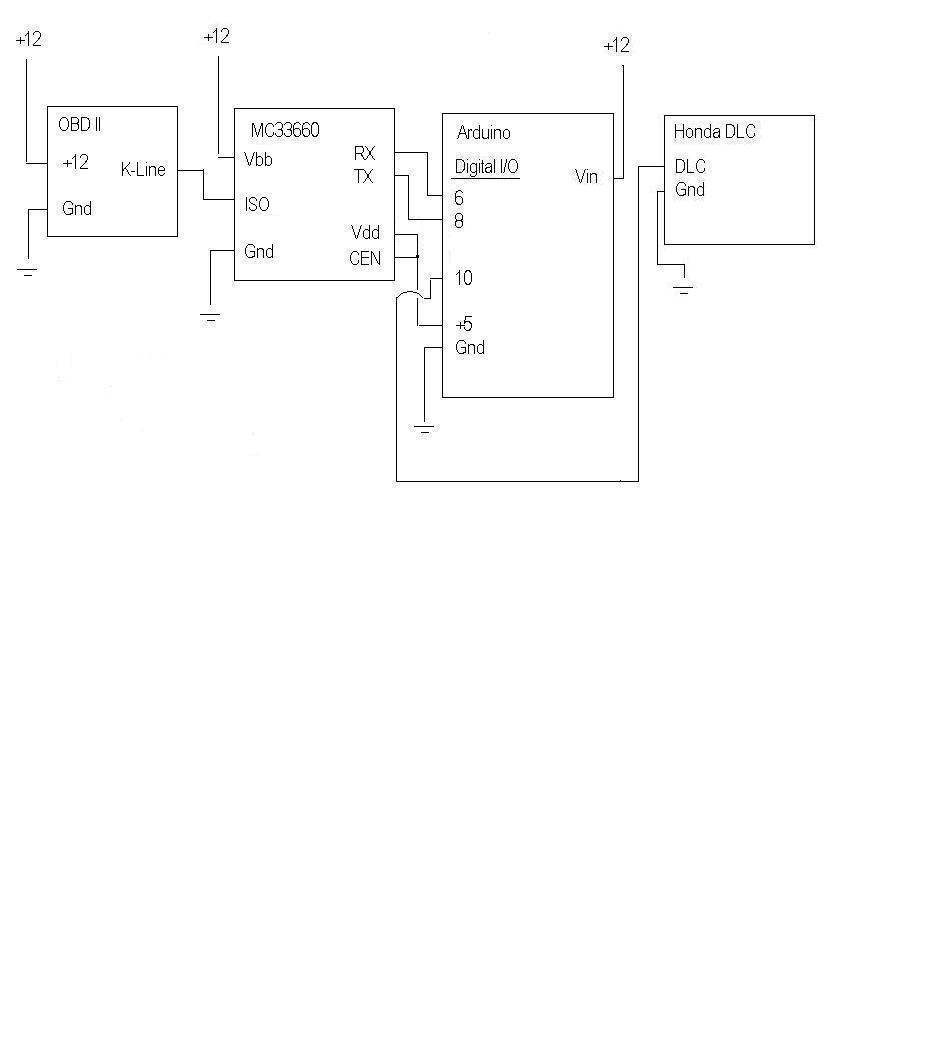 +12
+12
+12
OBD II
+12
K-Line
Gnd
MC33660
Vbb
ISO
Gnd
RX
TX
Vdd
CEN
Arduino
Digital I/O
6
8
10
+5
Gnd
Vin
Honda DLC
DLC
Gnd